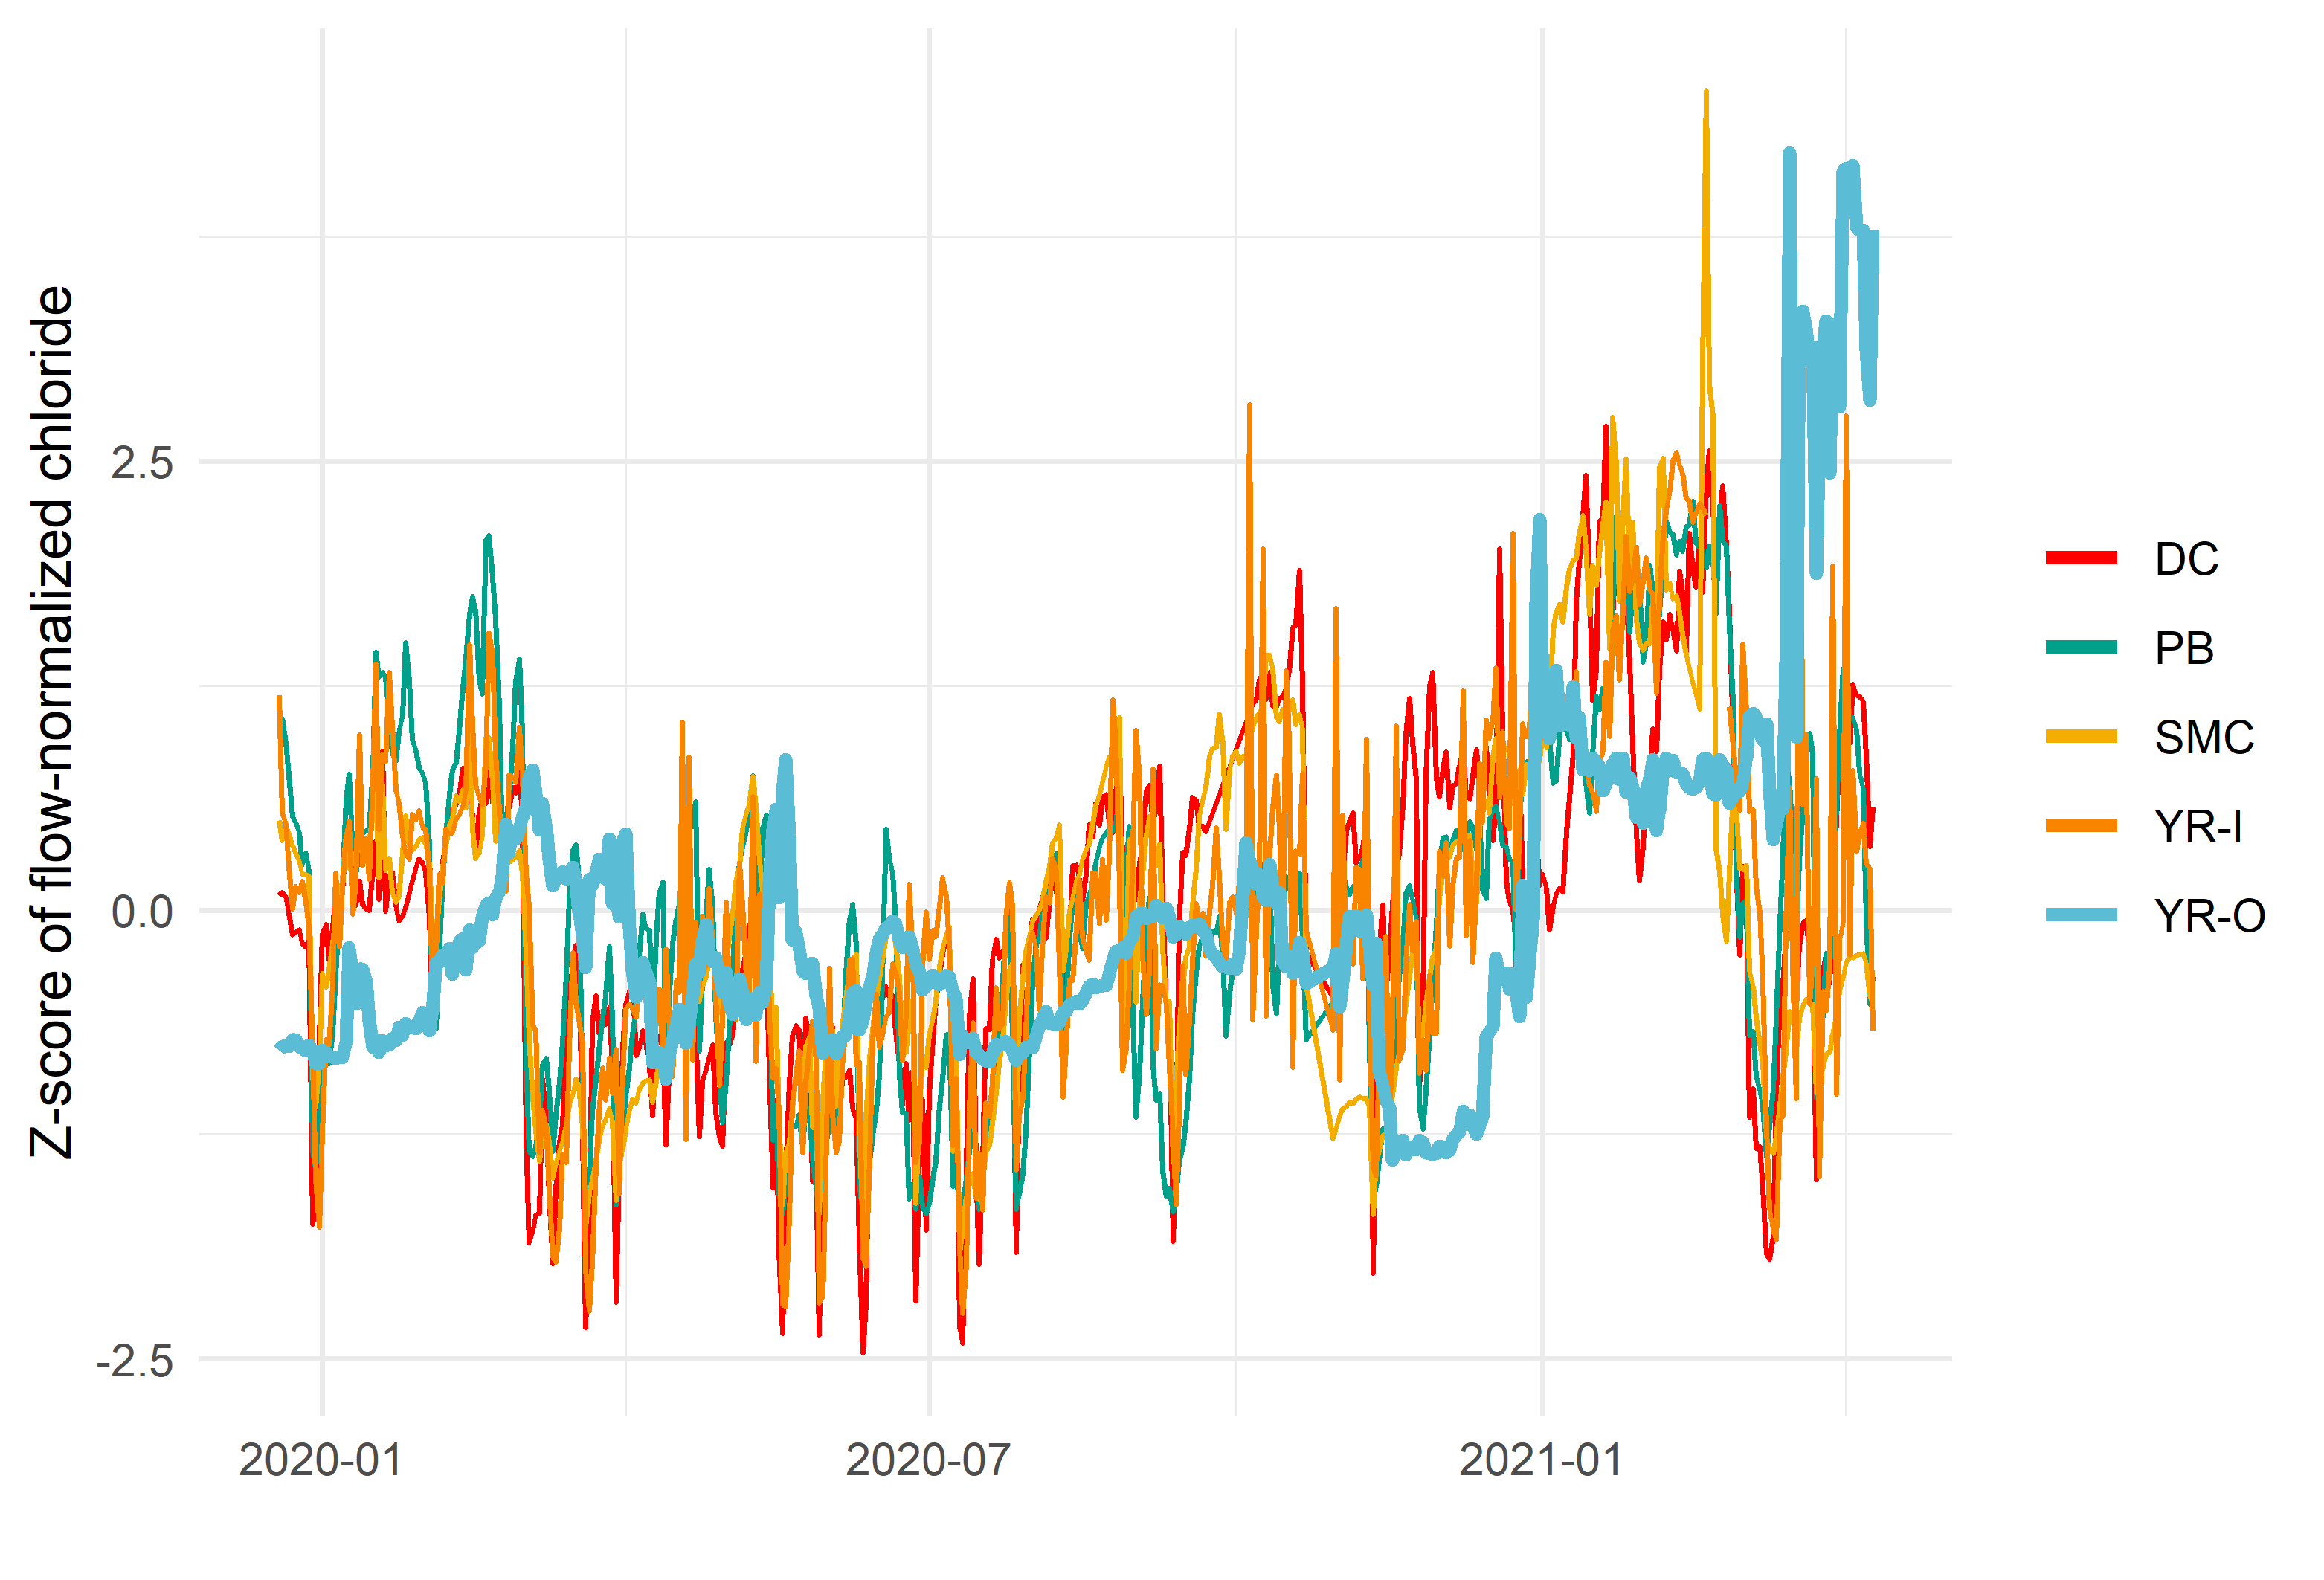 Z-score of flow-normalized chloride
2.5
0.0
-2.5
2020-01
2020-07
2021-01
DC
PB
SMC
YR-I
YR-O